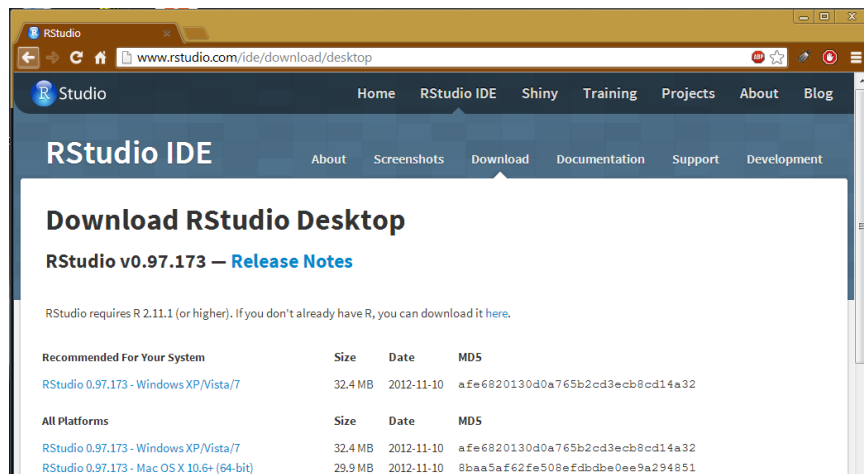 RStudio
www.rstudio.com/ide/download/desktop
ABP
R Studio Home RStudio IDE Shiny Training Projects About Blog
RStudio IDE About Screenshots Download Documentation Support Development
Download RStudio Desktop
RStudio v0.97.173 — Release Notes
RStudio requires R 2.11.1 (or higher). If you don't already have R, you can download it here.
Recommended For Your System Size Date MD5
RStudio 0.97.173 - Windows XP/Vista/7 32.4 MB 2012-11-10 afe6820130d0a765b2cd3ecb8cd14a32
All Platforms Size Date MD5
RStudio 0.97.173 - Windows XP/Vista/7 32.4 MB 2012-11-10 afe6820130d0a765b2cd3ecb8cd14a32
RStudio 0.97.173 - Mac OS X 10.6+ (64-bit) 29.9 MB 2012-11-10 8baa5af62fe508efdbdbe0ee9a294851